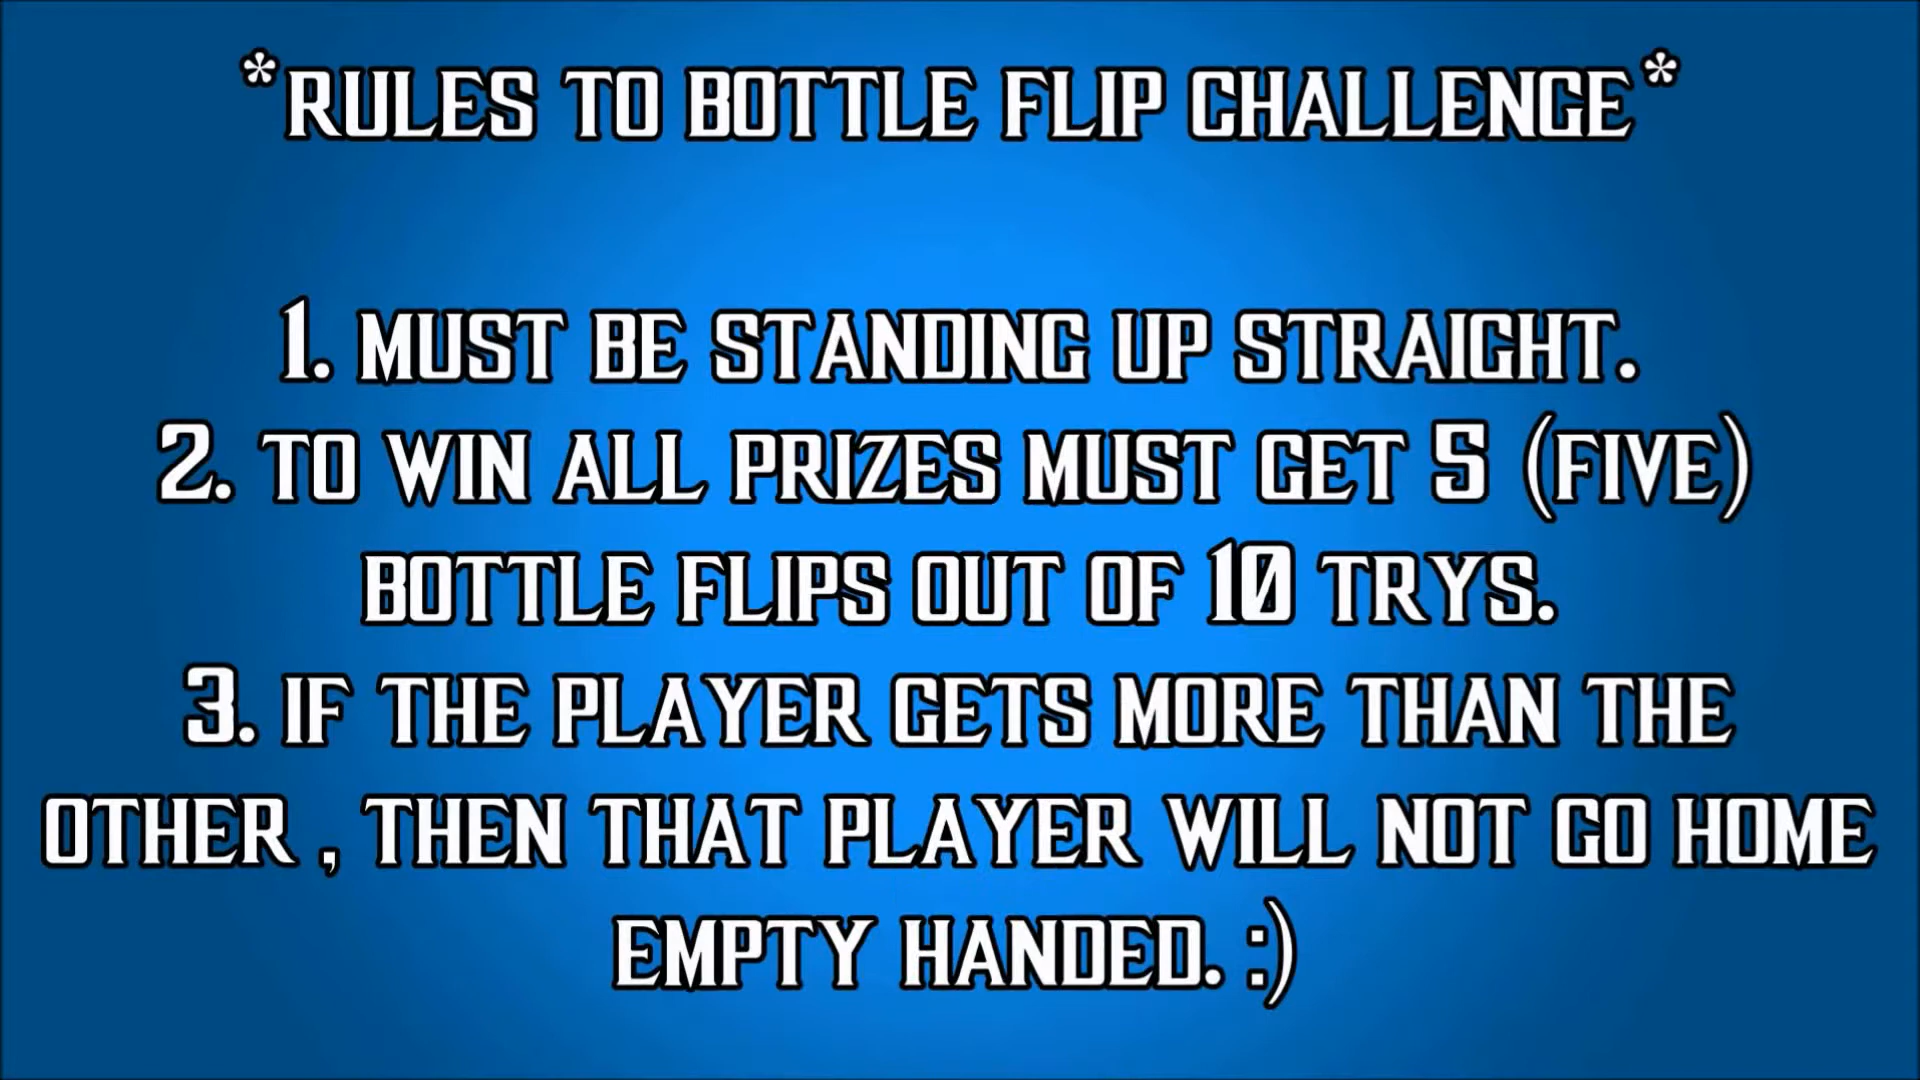 *RULES TO BOTTLE FLIP CHALLENGE*
1. MUST BE STANDING UP STRAIGHT.
2. TO WIN ALL PRIZES MUST GET 5 (FIVE)
BOTTLE FLIPS OUT OF 10 TRYS.
3. IF THE PLAYER GETS MORE THAN THE
OTHER , THEN THAT PLAYER WILL NOT GO HOME
EMPTY HANDED. :)